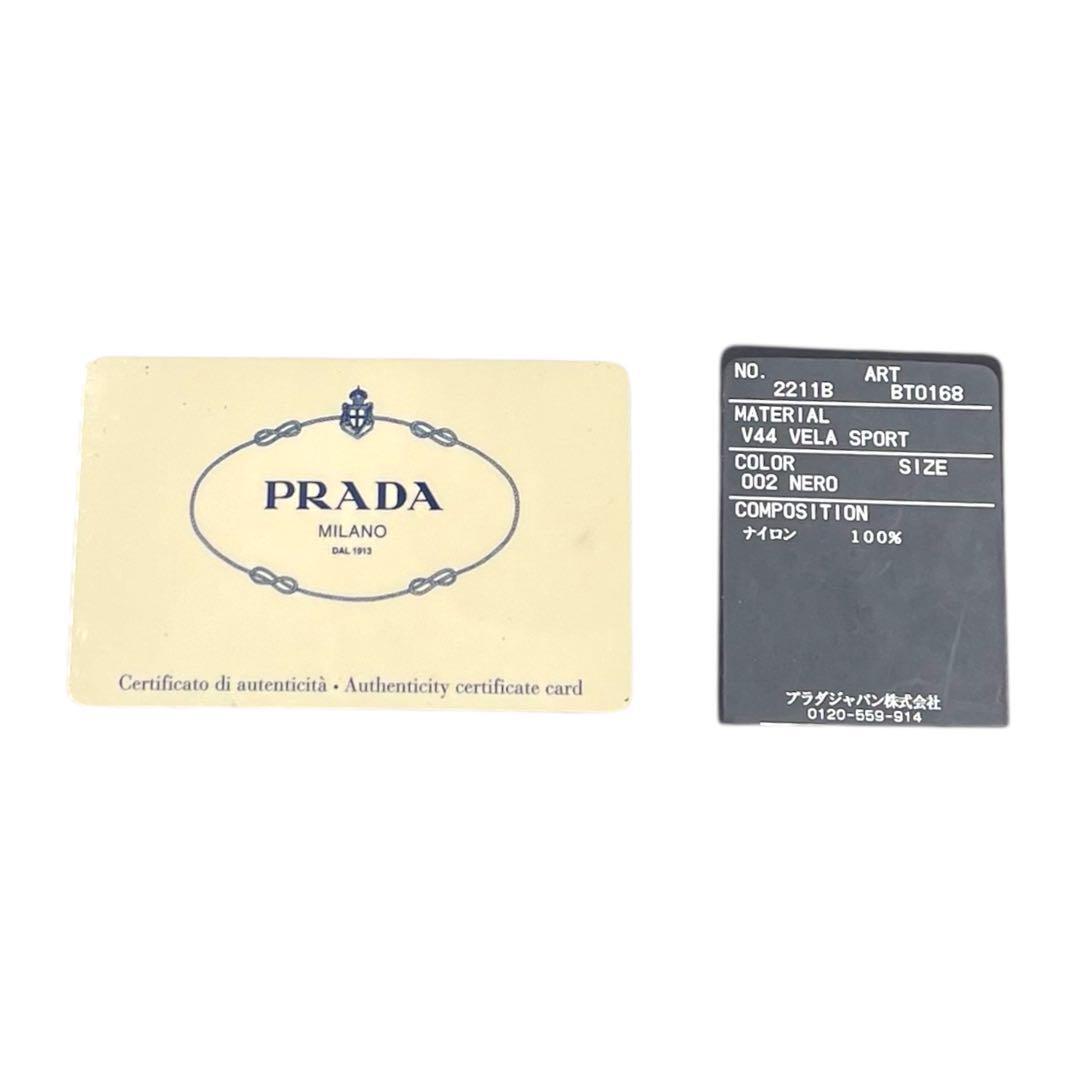 PRADA
MILANO
DAL 1913
Certificato di autenticità • Authenticity certificate card
NO. ART
2211B BT0168
MATERIAL
V44 VELA SPORT
COLOR SIZE
002 NERO
COMPOSITION
ナイロン 100%
プラダジャパン株式会社
0120-559-914